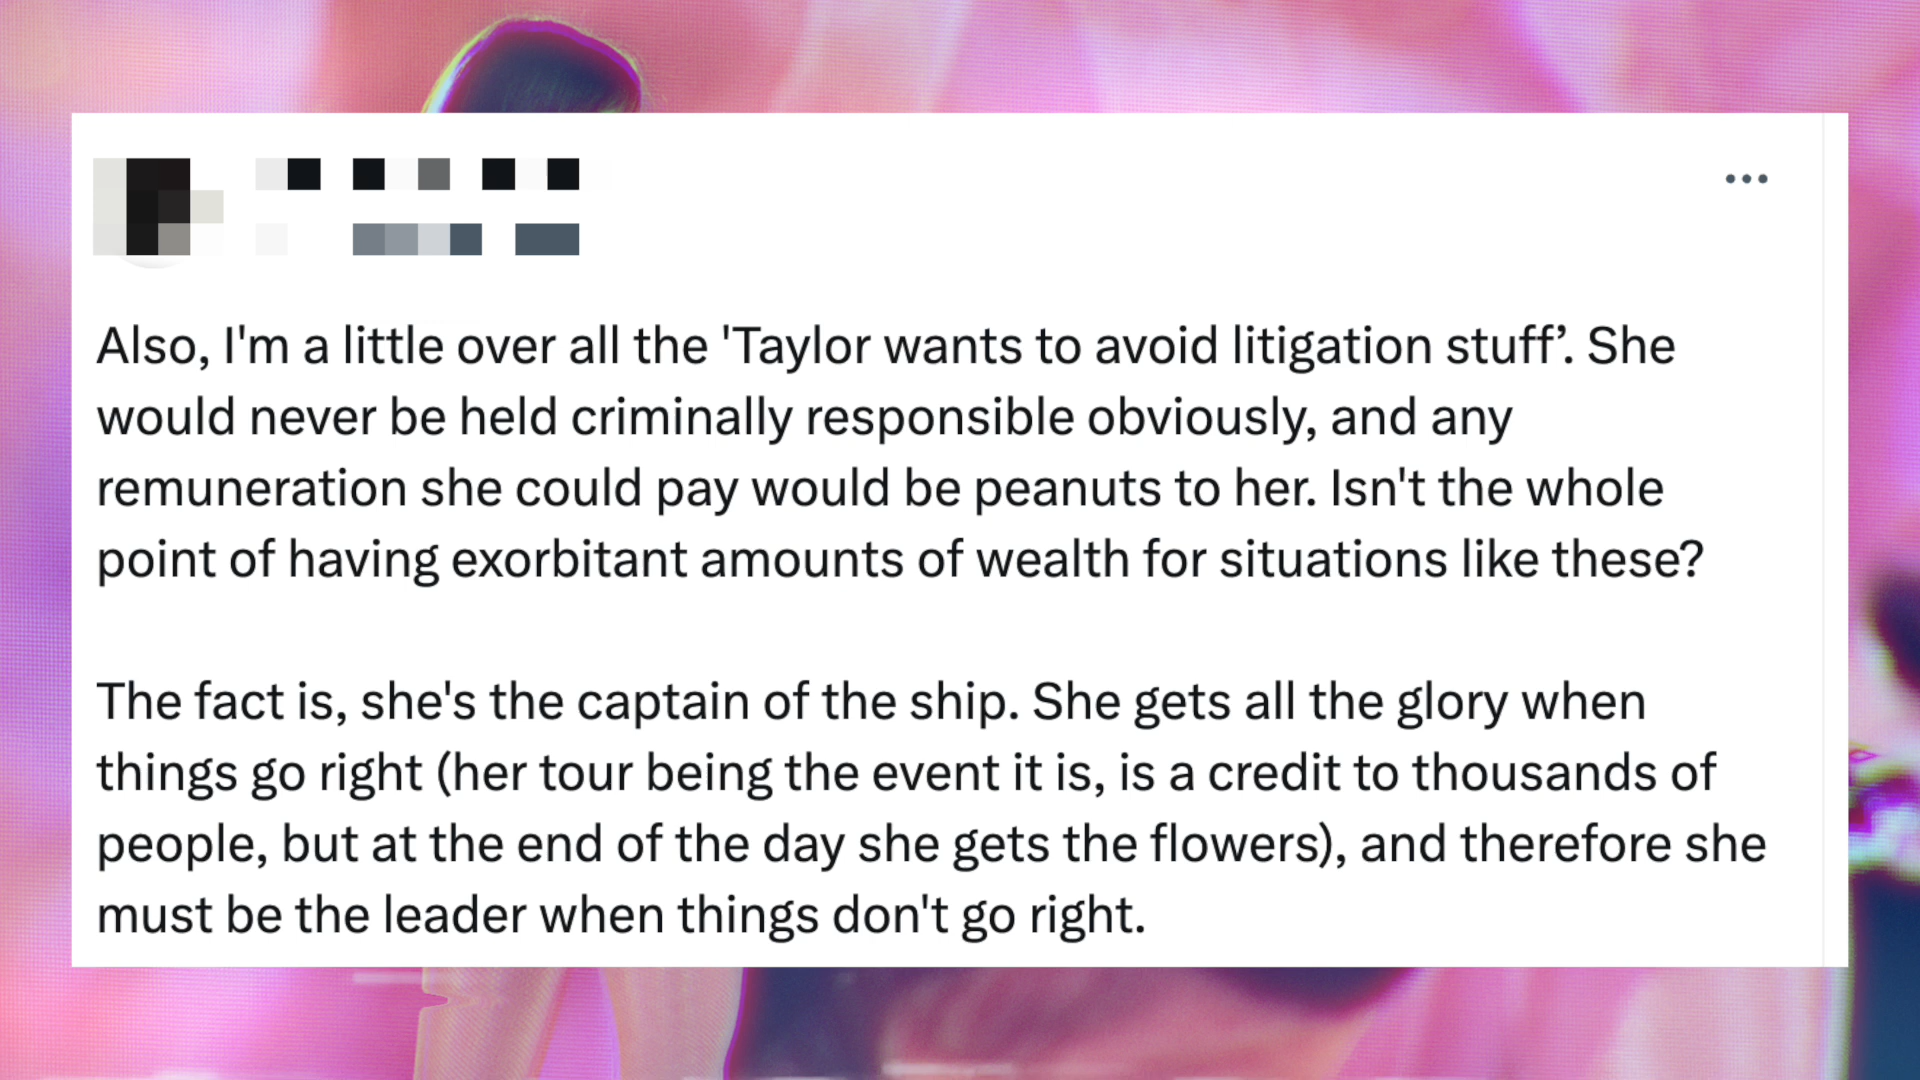 Also, I'm a little over all the 'Taylor wants to avoid litigation stuff’. She
would never be held criminally responsible obviously, and any
remuneration she could pay would be peanuts to her. Isn't the whole
point of having exorbitant amounts of wealth for situations like these?
The fact is, she's the captain of the ship. She gets all the glory when
things go right (her tour being the event it is, is a credit to thousands of
people, but at the end of the day she gets the flowers), and therefore she
must be the leader when things don't go right.